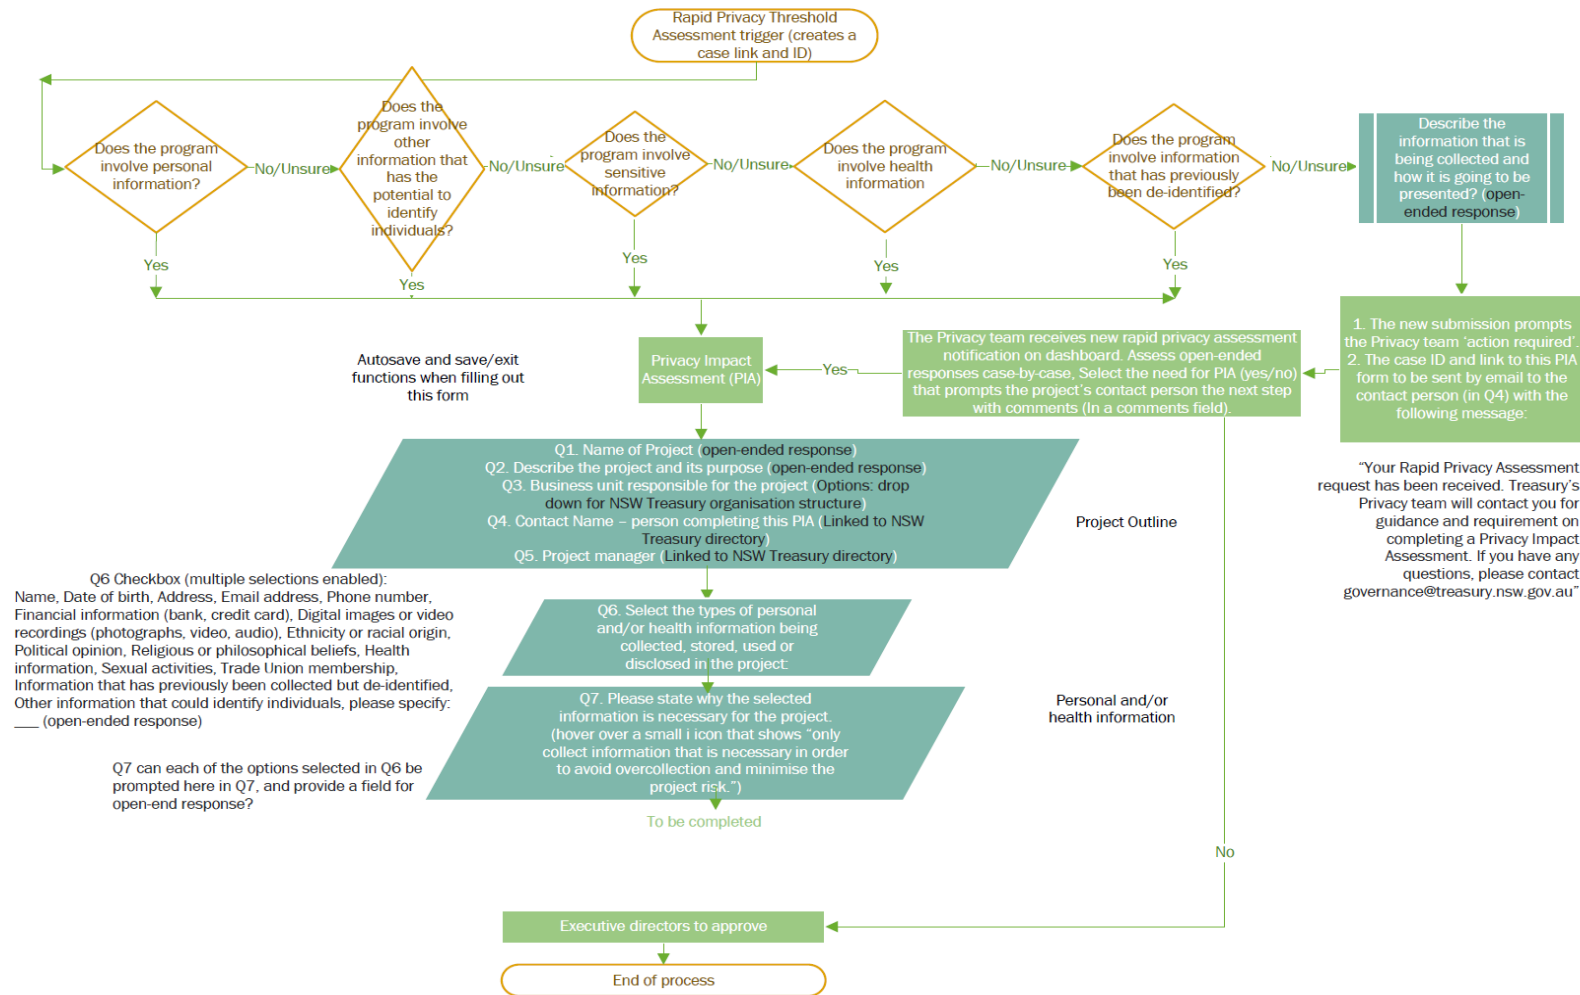 Rapid Privacy Threshold
Assessment trigger (creates a
case link and ID)
Does the program
involve personal
information?
No/Unsure
Does the
program involve
other
information that
has the
potential to
identify
individuals?
No/Unsure
Does the
program involve
sensitive
information?
No/Unsure
Does the program
involve health
information
No/Unsure
Does the program
involve information
that has previously
been de-identified?
No/Unsure
Describe the
information that is
being collected and
how it is going to be
presented? (open-
ended response)
Yes
Yes
Yes
Yes
Yes
Autosave and save/exit
functions when filling out
this form
Privacy Impact
Assessment (PIA)
Yes
The Privacy team receives new rapid privacy assessment
notification on dashboard. Assess open-ended
responses case-by-case, Select the need for PIA (yes/no)
that prompts the project's contact person the next step
with comments (In a comments field).
1. The new submission prompts
the Privacy team ‘action required’.
2. The case ID and link to this PIA
form to be sent by email to the
contact person (in Q4) with the
following message:
“Your Rapid Privacy Assessment
request has been received. Treasury’s
Privacy team will contact you for
guidance and requirement on
completing a Privacy Impact
Assessment. If you have any
questions, please contact
governance@treasury.nsw.gov.au”
Q1. Name of Project (open-ended response)
Q2. Describe the project and its purpose (open-ended response)
Q3. Business unit responsible for the project (Options: drop
down for NSW Treasury organisation structure)
Q4. Contact Name – person completing this PIA (Linked to NSW
Treasury directory)
Q5. Project manager (Linked to NSW Treasury directory)
Project Outline
Q6 Checkbox (multiple selections enabled):
Name, Date of birth, Address, Email address, Phone number,
Financial information (bank, credit card), Digital images or video
recordings (photographs, video, audio), Ethnicity or racial origin,
Political opinion, Religious or philosophical beliefs, Health
information, Sexual activities, Trade Union membership,
Information that has previously been collected but de-identified,
Other information that could identify individuals, please specify:
___ (open-ended response)
Q6. Select the types of personal
and/or health information being
collected, stored, used or
disclosed in the project:
Q7. Please state why the selected
information is necessary for the project.
(hover over a small i icon that shows “only
collect information that is necessary in order
to avoid overcollection and minimise the
project risk.”)
Personal and/or
health information
Q7 can each of the options selected in Q6 be
prompted here in Q7, and provide a field for
open-end response?
To be completed
No
Executive directors to approve
End of process